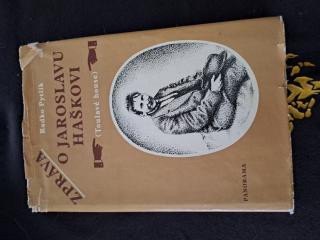 Radko Pytlík
ZPRÁVA
O JAROSLAVU
HAŠKOVI
(Toulavé house)
PANORAMA